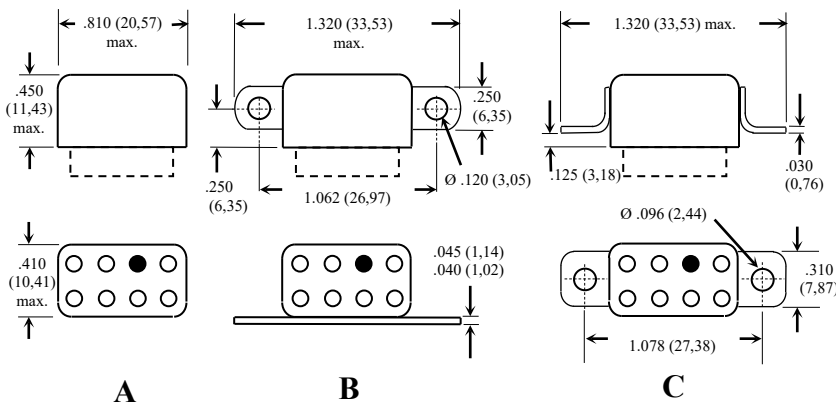 .810 (20,57)
max.
.450
(11,43)
max.
1.320 (33,53)
max.
.250
(6,35)
.250
(6,35)
Ø .120 (3,05)
1.062 (26,97)
1.320 (33,53) max.
.125 (3,18)
.030
(0,76)
.410
(10,41)
max.
.045 (1,14)
.040 (1,02)
Ø .096 (2,44)
.310
(7,87)
1.078 (27,38)
A
B
C